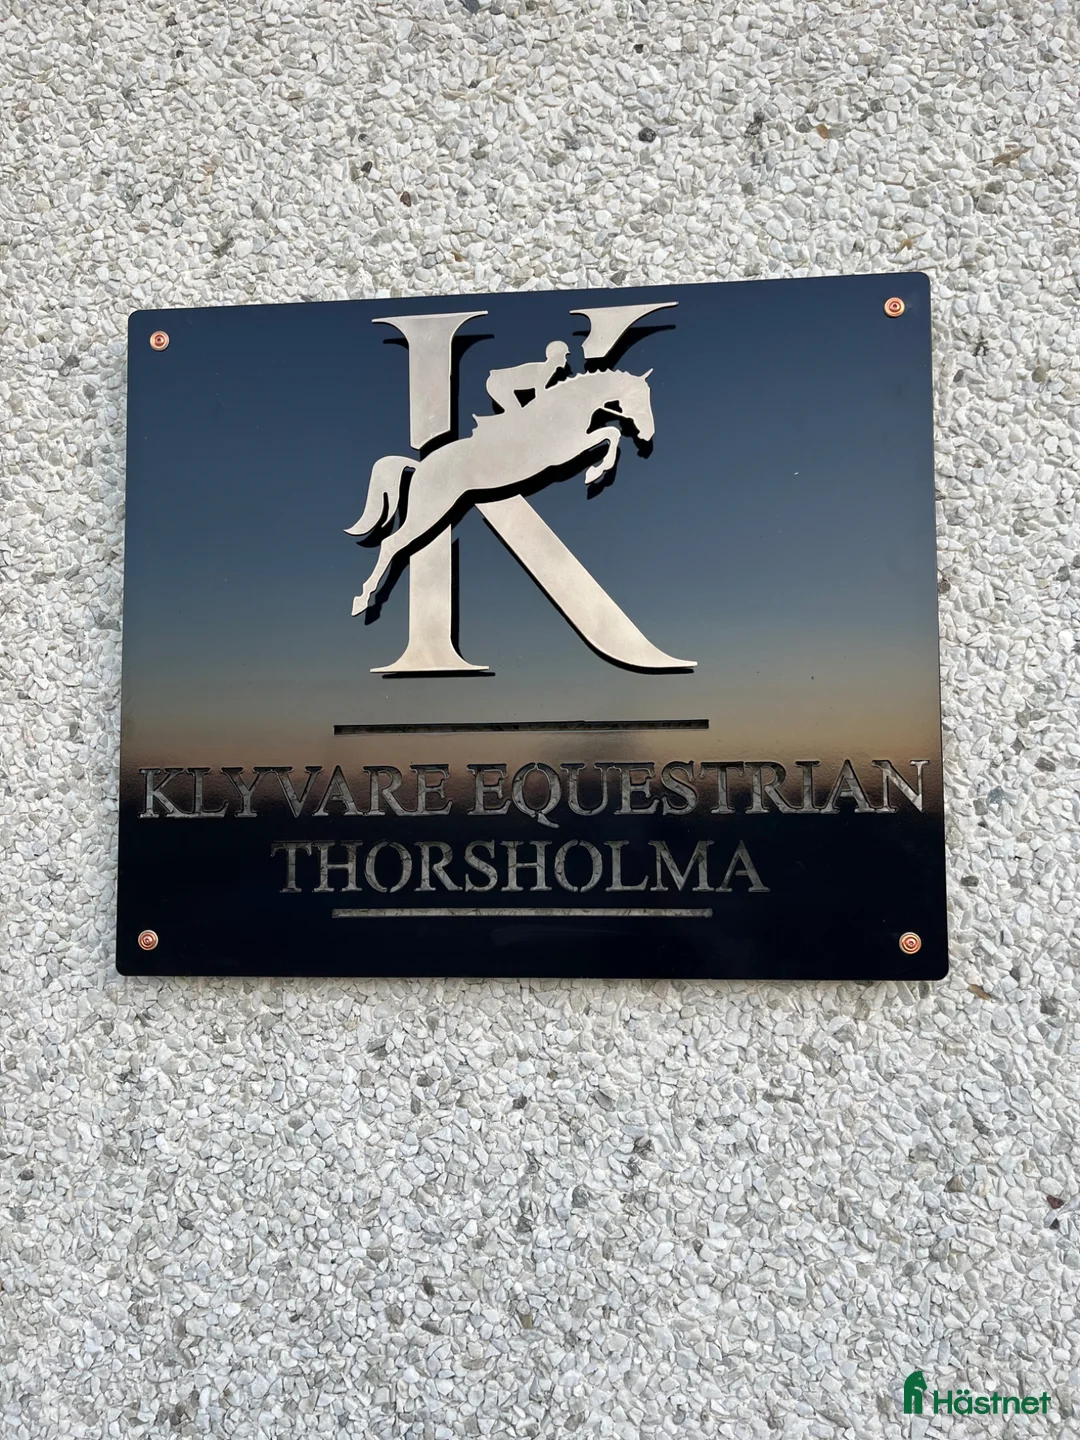 K
KLYVARE EQUESTRIAN
THORSHOLMA
Hästnet